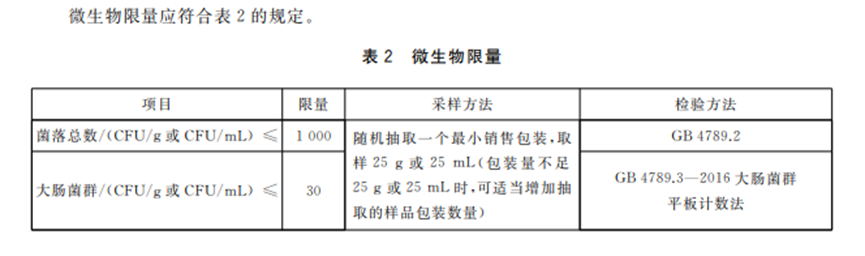 微生物限量应符合表 2 的规定。
表 2 微生物限量
项目 限量 采样方法 检验方法
菌落总数/(CFU/g 或 CFU/mL) ≤ 1 000
随机抽取一个最小销售包装,取
样 25 g 或 25 mL(包装量不足
25 g 或 25 mL 时,可适当增加抽
取的样品包装数量)
GB 4789.2
大肠菌群/(CFU/g 或 CFU/mL) ≤ 30
GB 4789.3—2016 大肠菌群
平板计数法